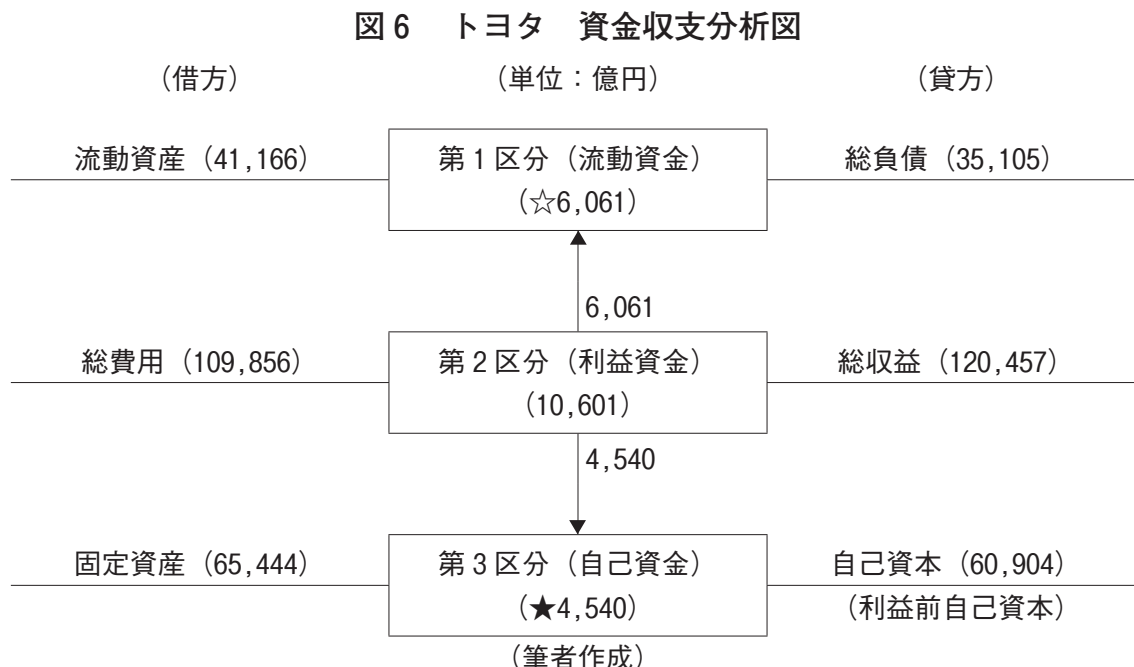 図6　トヨタ　資金収支分析図
（借方）　（単位：億円）　（貸方）
流動資産（41,166）　第1区分（流動資金）　総負債（35,105）
（☆6,061）
6,061
総費用（109,856）　第2区分（利益資金）　総収益（120,457）
（10,601）
4,540
固定資産（65,444）　第3区分（自己資金）　自己資本（60,904）
（★4,540）　（利益前自己資本）
（筆者作成）